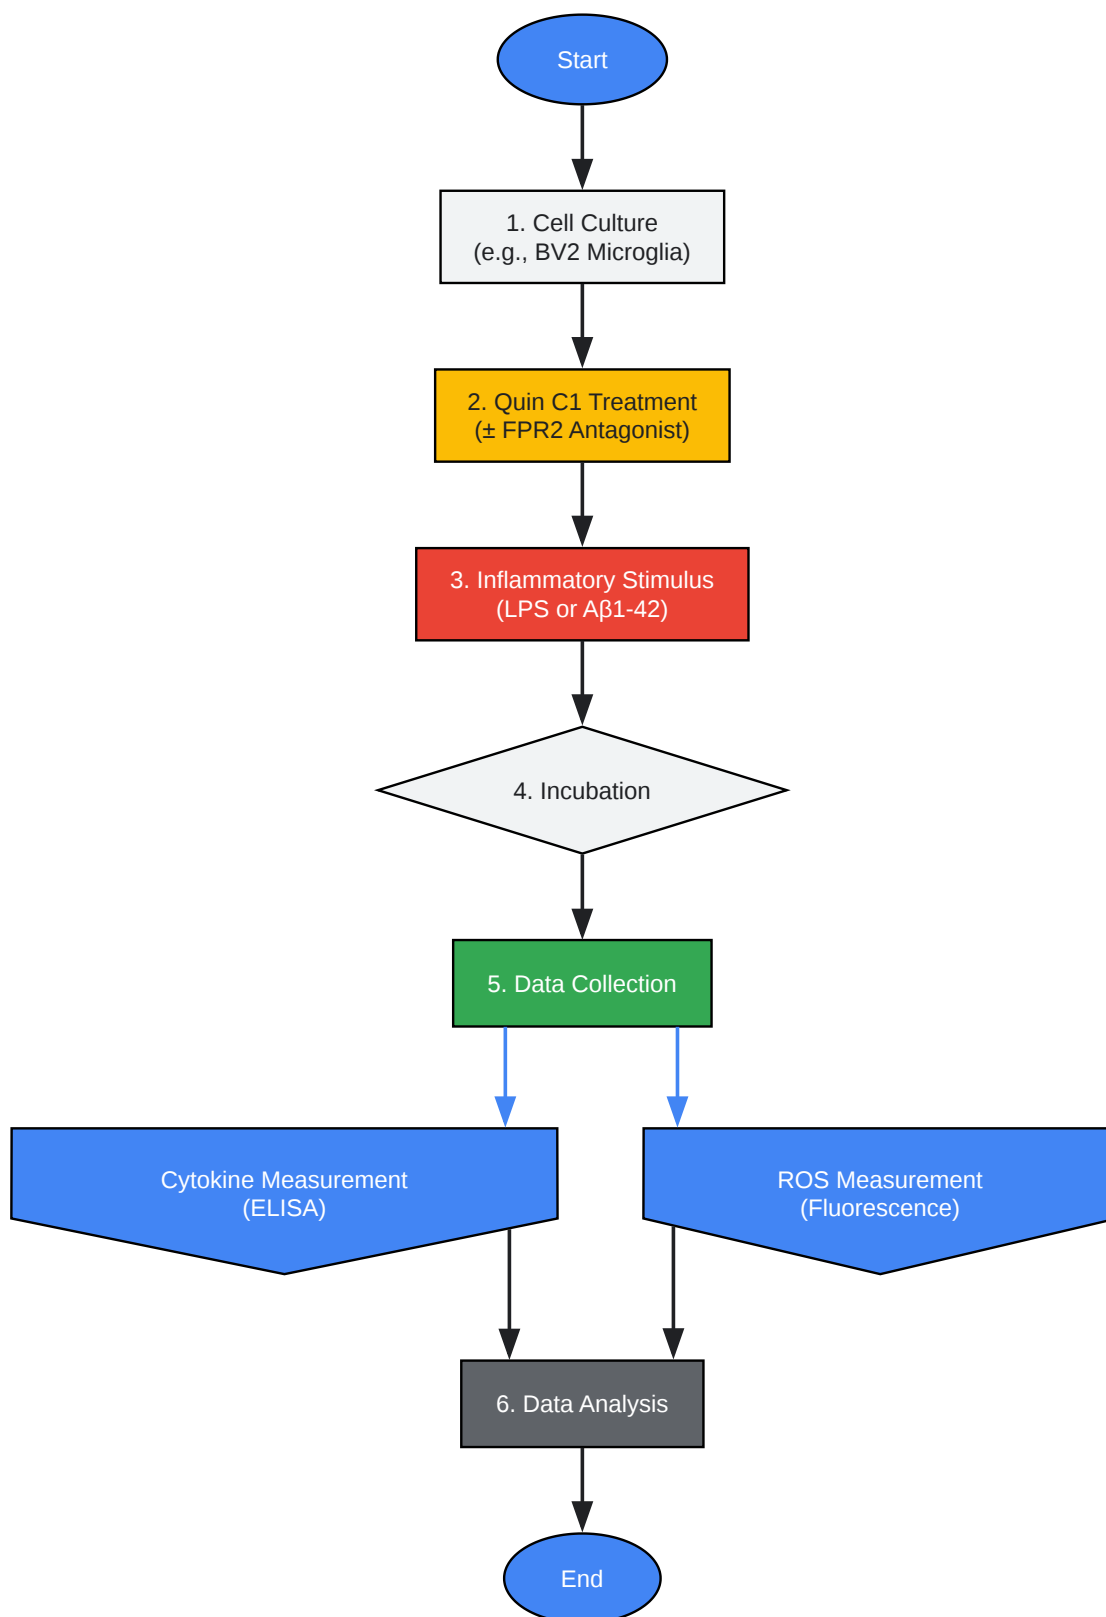 Start
1. Cell Culture
(e.g., BV2 Microglia)
2. Quin C1 Treatment
(± FPR2 Antagonist)
3. Inflammatory Stimulus
(LPS or Aβ1-42)
4. Incubation
5. Data Collection
Cytokine Measurement
(ELISA)
ROS Measurement
(Fluorescence)
6. Data Analysis
End